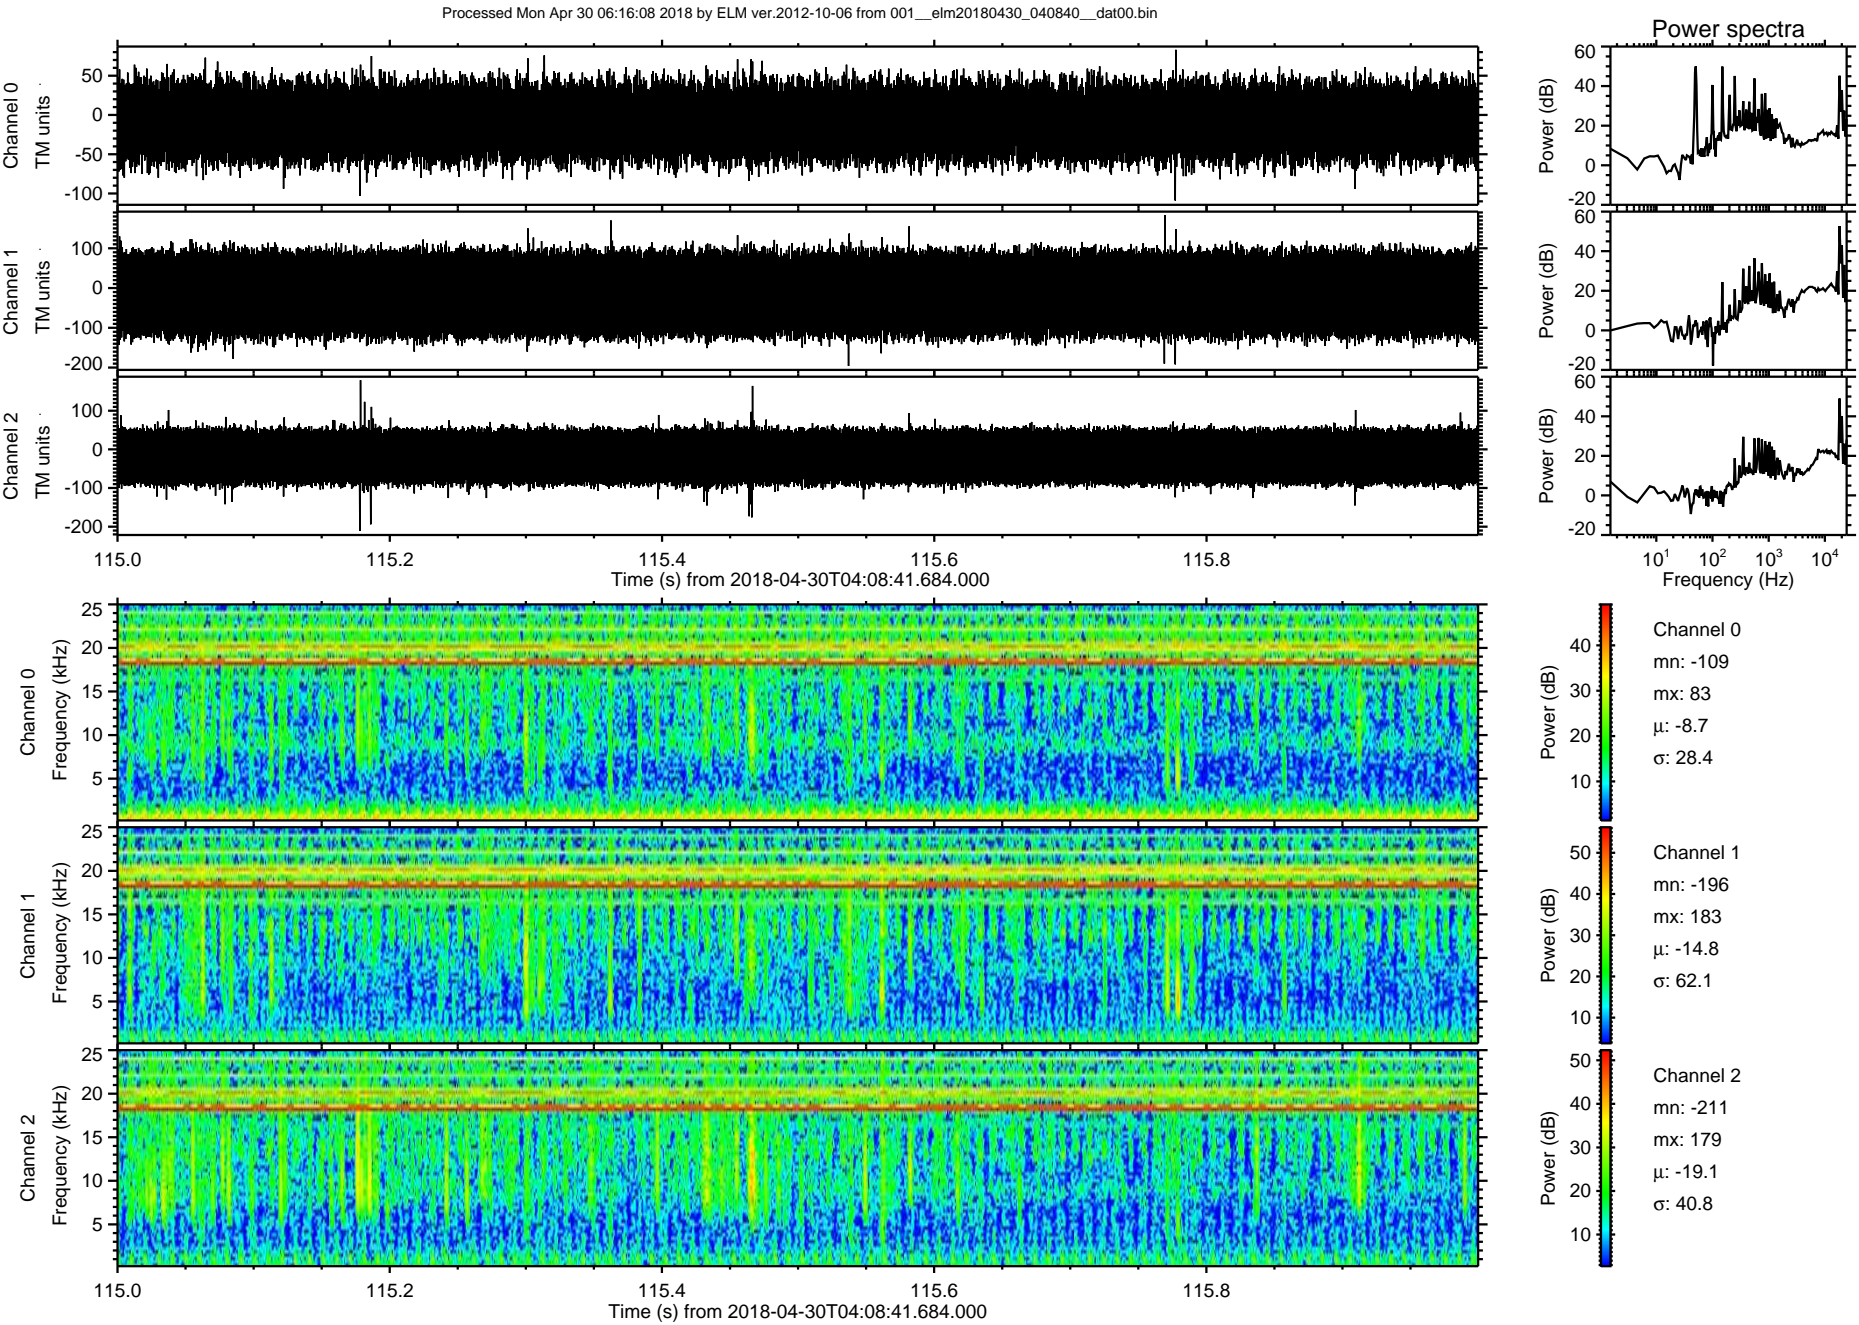 Processed Mon Apr 30 06:16:08 2018 by ELM ver.2012-10-06 from 001__elm20180430_040840__dat00.bin
Power spectra
Channel 0
TM units
50
0
-50
-100
Power (dB)
60
40
20
0
-20
Channel 1
TM units
100
0
-100
-200
Power (dB)
60
40
20
0
-20
Channel 2
TM units
100
0
-100
-200
Power (dB)
60
40
20
0
-20
115.0 115.2 115.4 115.6 115.8
Time (s) from 2018-04-30T04:08:41.684.000
10^1 10^2 10^3 10^4
Frequency (Hz)
Channel 0
Frequency (kHz)
25
20
15
10
5
Power (dB)
40
30
20
10
Channel 0
mn: -109
mx: 83
μ: -8.7
σ: 28.4
Channel 1
Frequency (kHz)
25
20
15
10
5
Power (dB)
50
40
30
20
10
Channel 1
mn: -196
mx: 183
μ: -14.8
σ: 62.1
Channel 2
Frequency (kHz)
25
20
15
10
5
Power (dB)
50
40
30
20
10
Channel 2
mn: -211
mx: 179
μ: -19.1
σ: 40.8
115.0 115.2 115.4 115.6 115.8
Time (s) from 2018-04-30T04:08:41.684.000